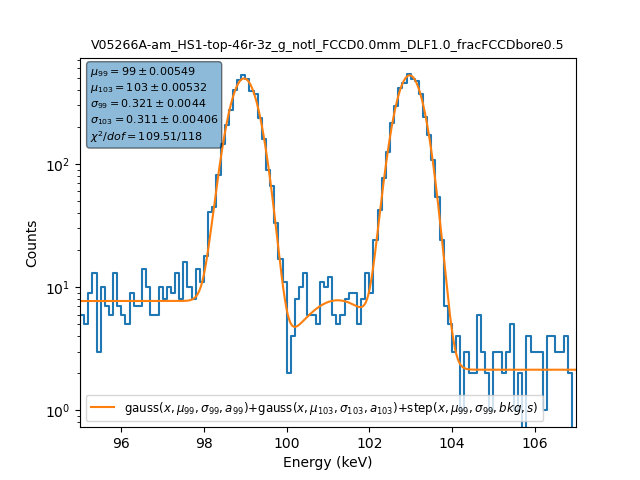 V05266A-am_HS1-top-46r-3z_g_notl_FCCD0.0mm_DLF1.0_fracFCCDbore0.5
μ₉₉ = 99 ± 0.00549
μ₁₀₃ = 103 ± 0.00532
σ₉₉ = 0.321 ± 0.0044
σ₁₀₃ = 0.311 ± 0.00406
χ²/dof = 109.51/118
Counts
10²
10¹
10⁰
gauss(x, μ₉₉, σ₉₉, a₉₉)+gauss(x, μ₁₀₃, σ₁₀₃, a₁₀₃)+step(x, μ₉₉, σ₉₉, bkg, s)
96 98 100 102 104 106
Energy (keV)